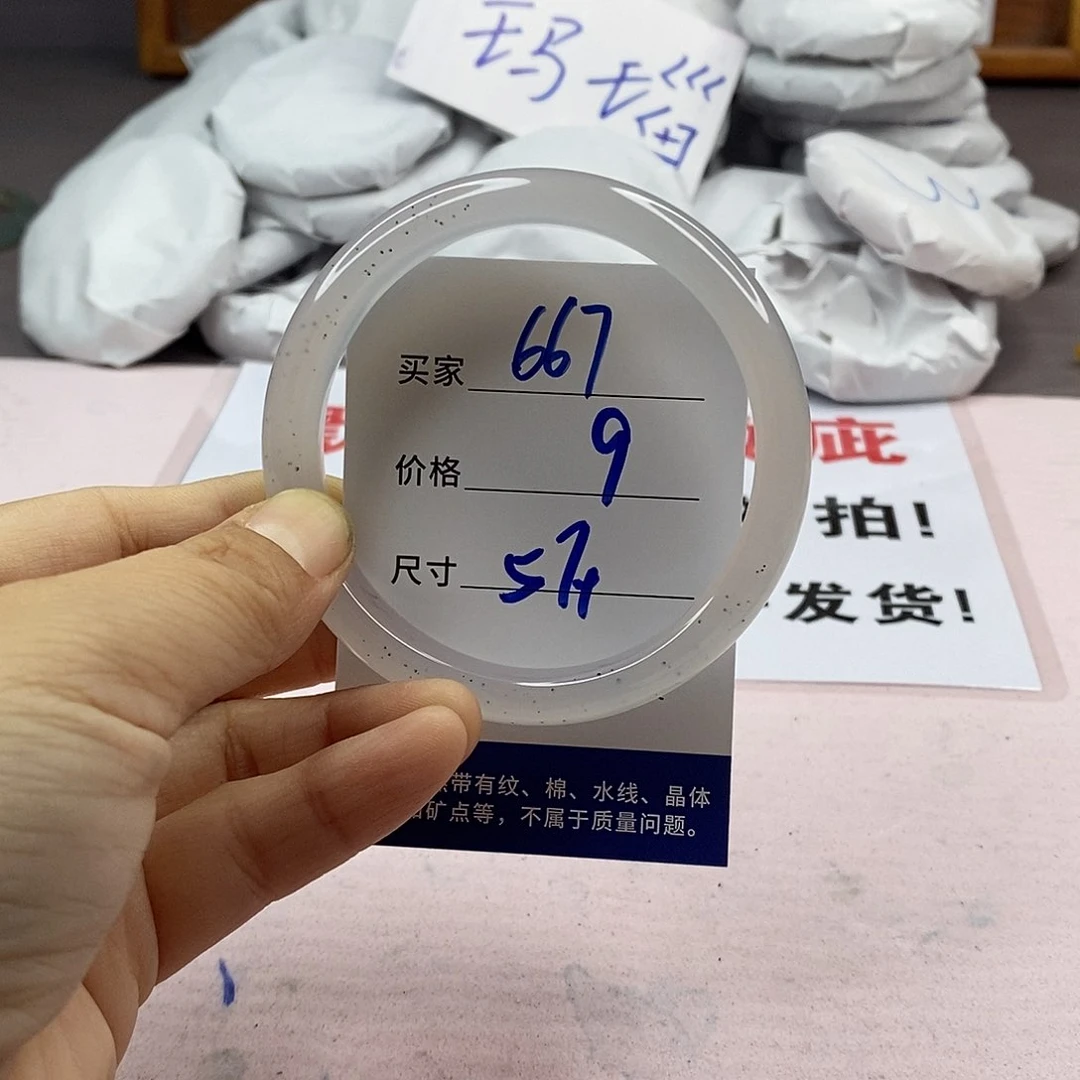 玛瑙
买家 667
价格 9
尺寸 57+
疵
拍!
发货!
带有纹、棉、水线、晶体
矿点等，不属于质量问题。